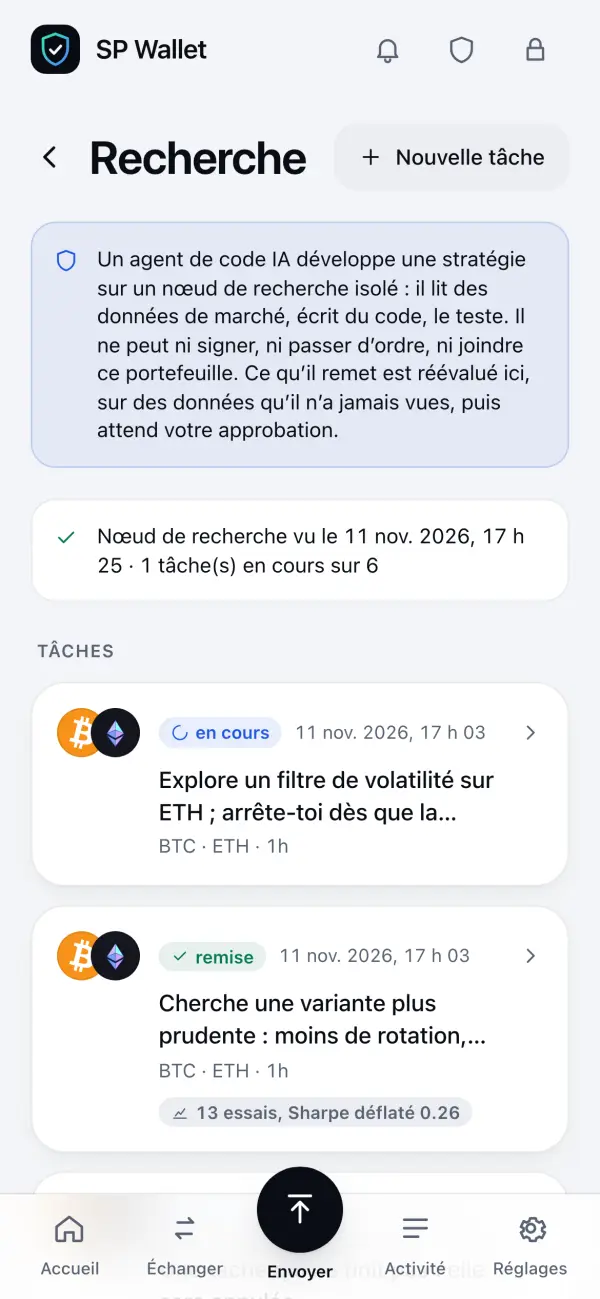 SP Wallet
Recherche
+ Nouvelle tâche
Un agent de code IA développe une stratégie
sur un nœud de recherche isolé : il lit des
données de marché, écrit du code, le teste. Il
ne peut ni signer, ni passer d’ordre, ni joindre
ce portefeuille. Ce qu’il remet est réévalué ici,
sur des données qu’il n’a jamais vues, puis
attend votre approbation.
Nœud de recherche vu le 11 nov. 2026, 17 h
25 · 1 tâche(s) en cours sur 6
TÂCHES
en cours 11 nov. 2026, 17 h 03
Explore un filtre de volatilité sur
ETH ; arrête-toi dès que la...
BTC · ETH · 1h
remise 11 nov. 2026, 17 h 03
Cherche une variante plus
prudente : moins de rotation,...
BTC · ETH · 1h
13 essais, Sharpe déflaté 0.26
Accueil Échanger Envoyer Activité Réglages